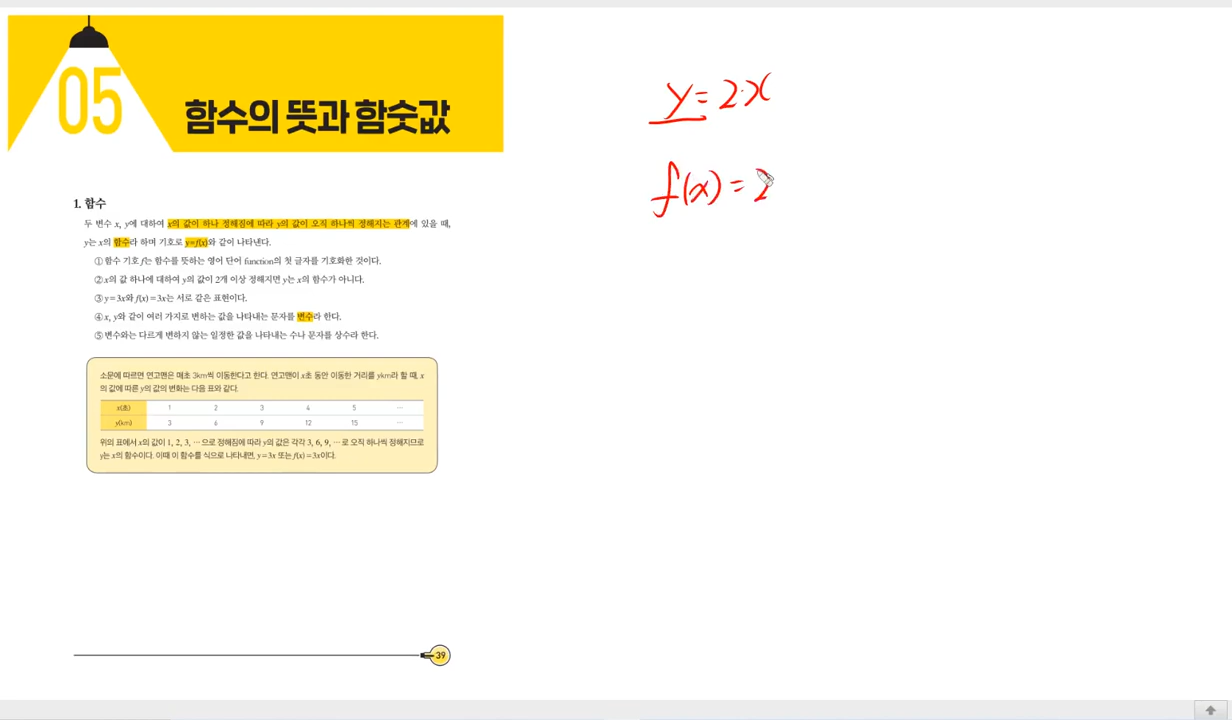 05
함수의 뜻과 함숫값
1. 함수
두 변수 x, y에 대하여 x의 값이 하나 정해짐에 따라 y의 값이 오직 하나씩 정해지는 관계에 있을 때,
y는 x의 함수라 하며 기호로 y=f(x)와 같이 나타낸다.
① 함수 기호 f는 함수를 뜻하는 영어 단어 function의 첫 글자를 기호화한 것이다.
② x의 값 하나에 대하여 y의 값이 2개 이상 정해지면 y는 x의 함수가 아니다.
③ y=3x와 f(x)=3x는 서로 같은 표현이다.
④ x, y와 같이 여러 가지로 변하는 값을 나타내는 문자를 변수라 한다.
⑤ 변수와는 다르게 변하지 않는 일정한 값을 나타내는 수나 문자를 상수라 한다.
소문에 따르면 연고맨은 매초 3km씩 이동한다고 한다. 연고맨이 x초 동안 이동한 거리를 ykm라 할 때, x
의 값에 따른 y의 값의 변화는 다음 표와 같다.
x(초) 1 2 3 4 5 …
y(km) 3 6 9 12 15 …
위의 표에서 x의 값이 1, 2, 3, …으로 정해짐에 따라 y의 값은 각각 3, 6, 9, …로 오직 하나씩 정해지므로
y는 x의 함수이다. 이때 이 함수를 식으로 나타내면, y=3x 또는 f(x)=3x이다.
39
y=2·x
f(x)=2